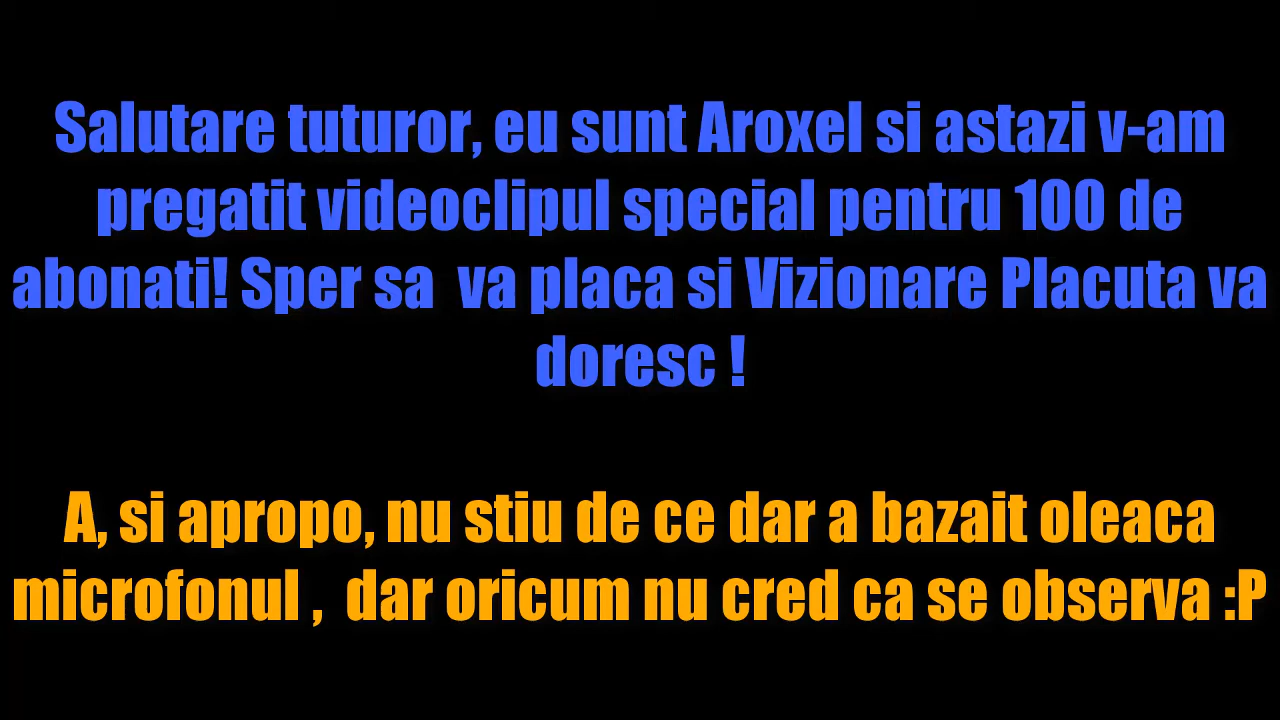 Salutare tuturor, eu sunt Aroxel si astazi v-am
pregatit videoclipul special pentru 100 de
abonati! Sper sa  va placa si Vizionare Placuta va
doresc !
A, si apropo, nu stiu de ce dar a bazait oleaca
microfonul ,  dar oricum nu cred ca se observa :P